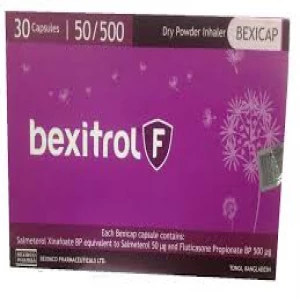 30 Capsules 50/500
Dry Powder Inhaler BEXICAP
bexitrol F
Each Bexicap capsule contains:
Salmeterol Xinafoate BP equivalent to Salmeterol 50 µg and Fluticasone Propionate BP 500 µg
BEXIMCO PHARMACEUTICALS LTD.
TONGI, BANGLADESH